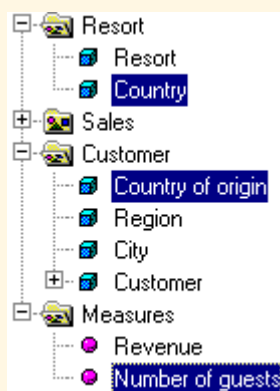 Resort
Resort
Country
Sales
Customer
Country of origin
Region
City
Customer
Measures
Revenue
Number of guests